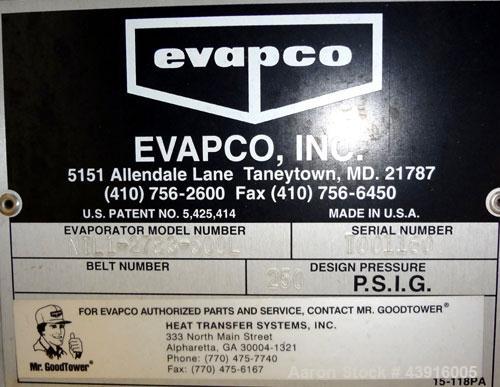 evapco
EVAPCO, INC.
5151 Allendale Lane Taneytown, MD. 21787
(410) 756-2600 Fax (410) 756-6450
U.S. PATENT NO. 5,425,414 MADE IN U.S.A.
EVAPORATOR MODEL NUMBER SERIAL NUMBER
BELT NUMBER 250 DESIGN PRESSURE
P.S.I.G.
FOR EVAPCO AUTHORIZED PARTS AND SERVICE, CONTACT MR. GOODTOWER®
HEAT TRANSFER SYSTEMS, INC.
333 North Main Street
Alpharetta, GA 30004-1321
Phone: (770) 475-7740
Fax: (770) 475-6167
Mr. GoodTower®
Aaron Stock # 43916005
15-118PA